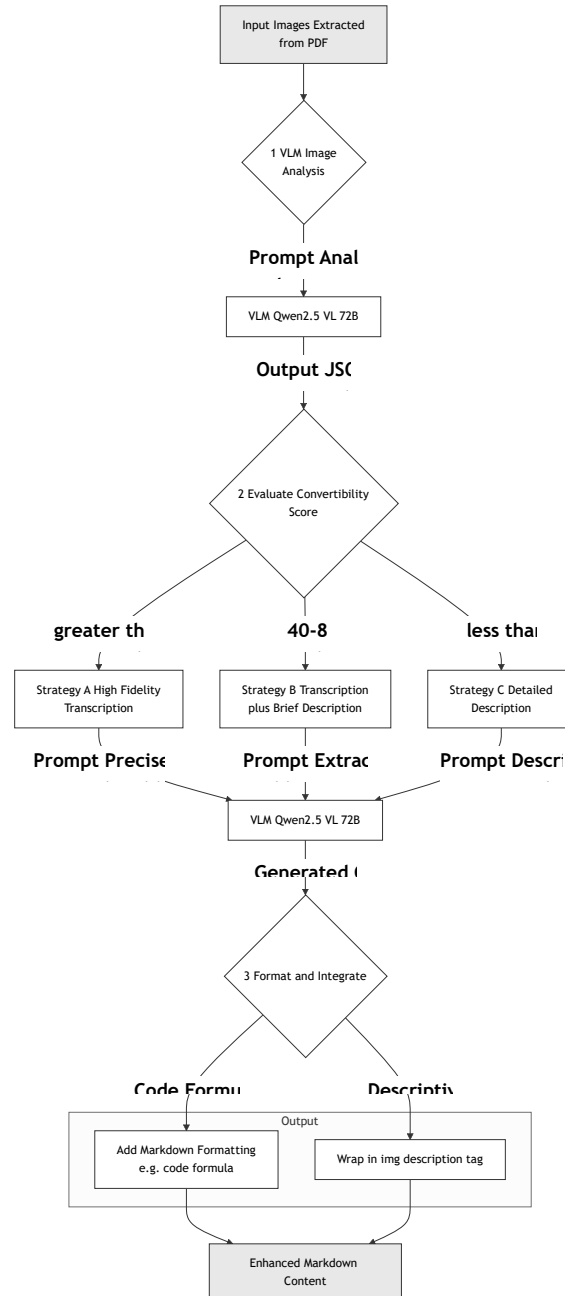 Input Images Extracted
from PDF
1 VLM Image
Analysis
Prompt Anal
VLM Qwen2.5 VL 72B
Output
2 Evaluate Convertibility
Score
greater th
40-8
less than
Strategy A High Fidelity
Transcription
Strategy B Transcription
plus Brief Description
Strategy C Detailed
Description
Prompt Precise
Prompt Extrac
Prompt Descri
VLM Qwen2.5 VL 72B
Generated
3 Format and Integrate
Code Formu
Descriptiv
Output
Add Markdown Formatting
e.g. code formula
Wrap in img description tag
Enhanced Markdown
Content